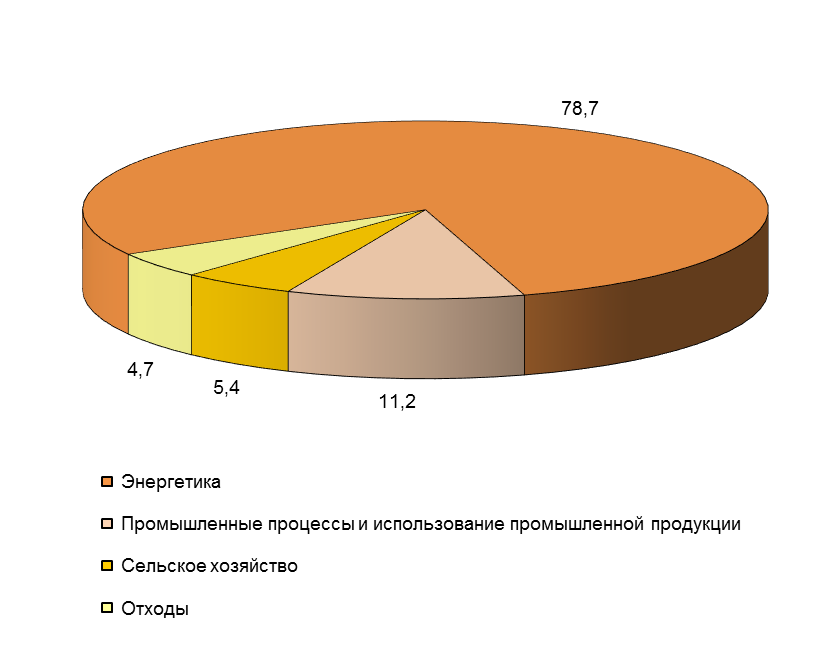 78,7
4,7
5,4
11,2
Энергетика
Промышленные процессы и использование промышленной продукции
Сельское хозяйство
Отходы